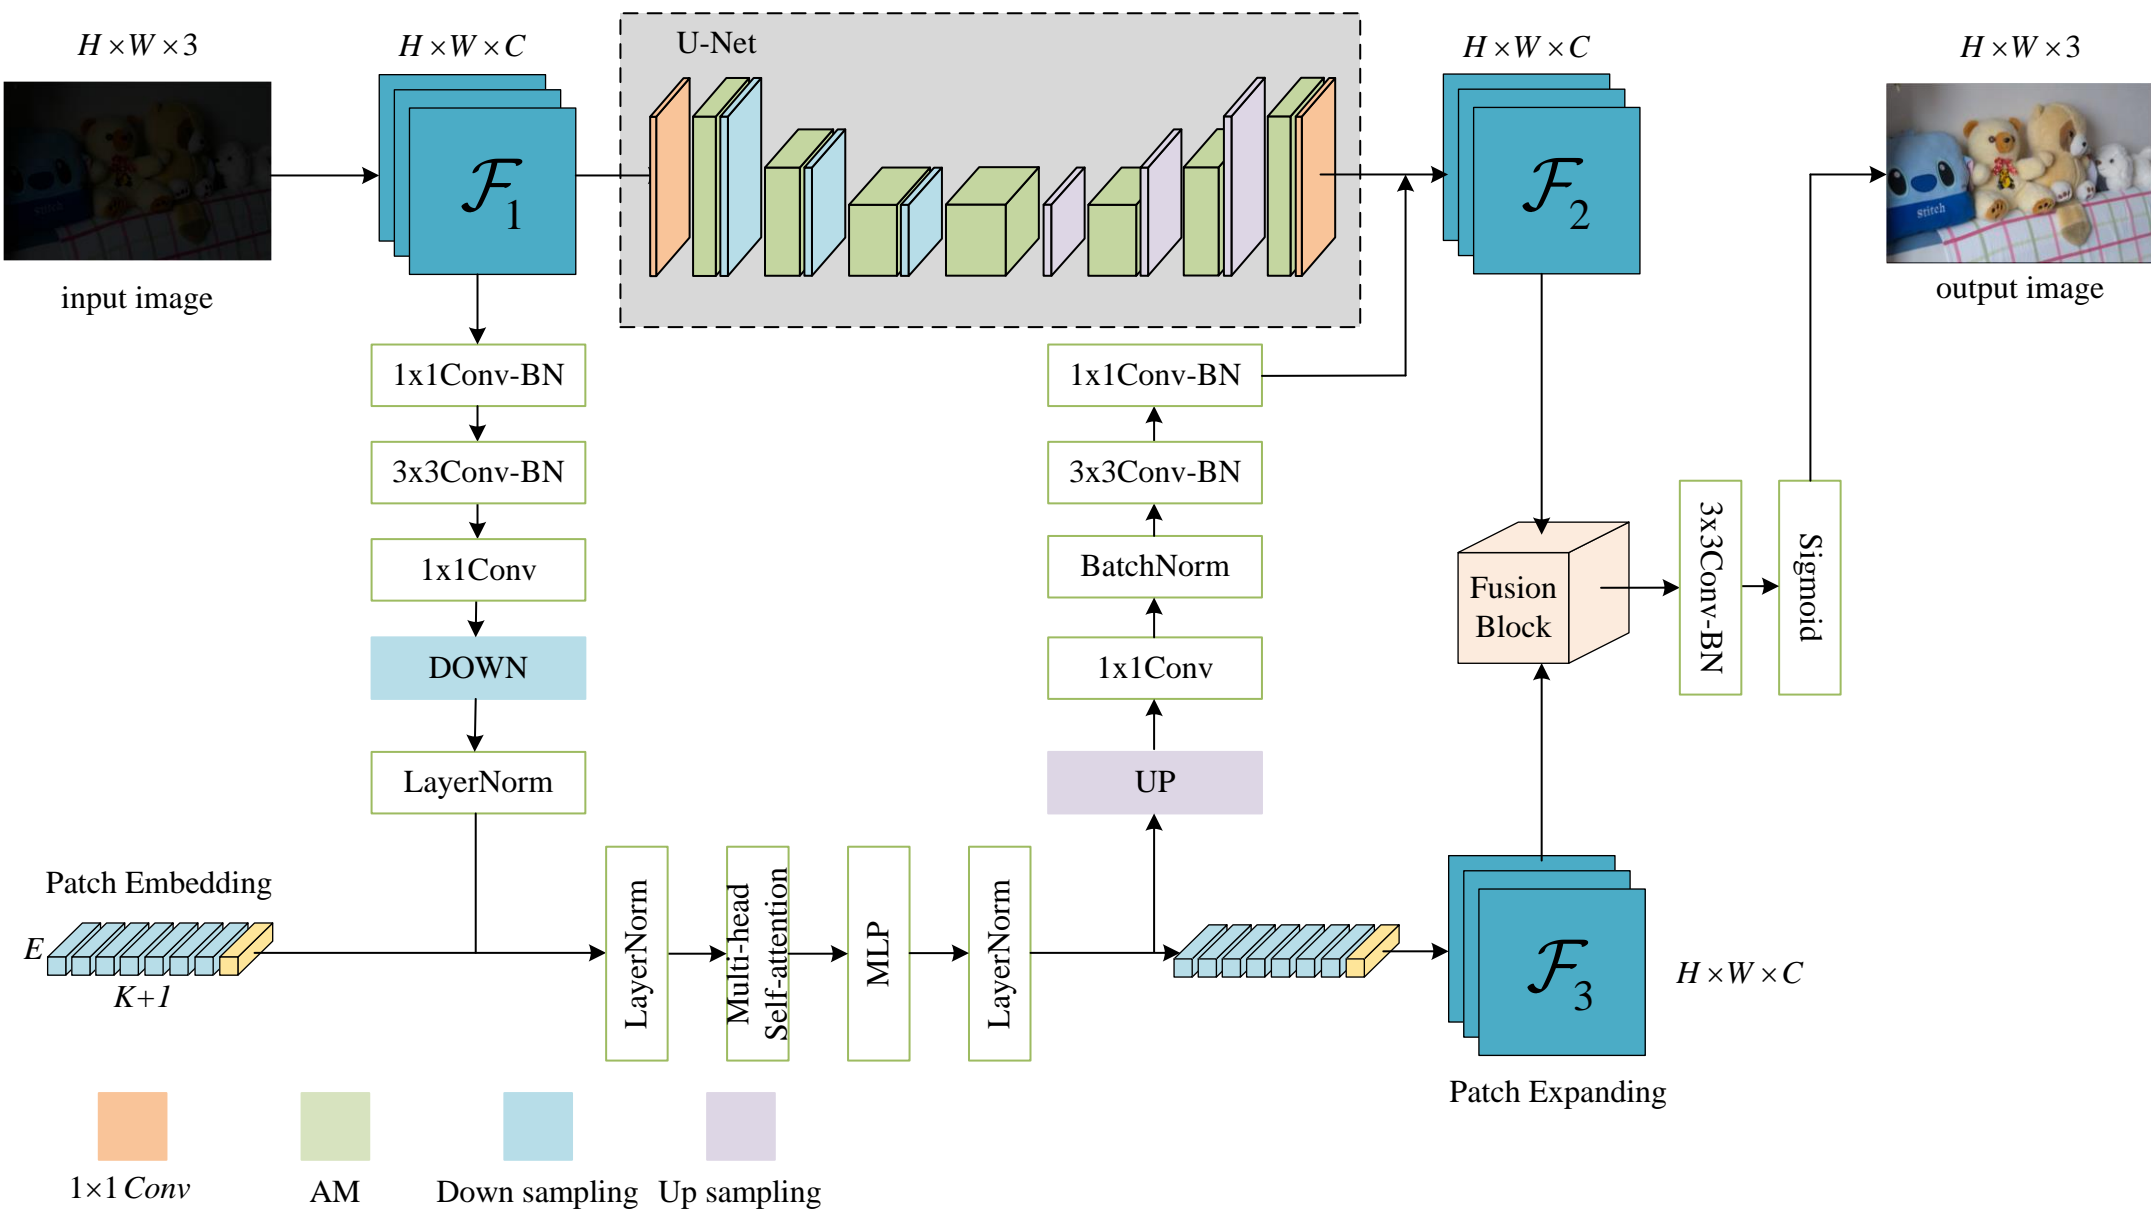 H×W×3
H×W×C
U-Net
H×W×C
H×W×3
F1
F2
stitch
stitch
input image
output image
1x1Conv-BN
3x3Conv-BN
1x1Conv
DOWN
LayerNorm
1x1Conv-BN
3x3Conv-BN
BatchNorm
1x1Conv
UP
Fusion
Block
3x3Conv-BN
Sigmoid
Patch Embedding
E
K+1
LayerNorm
Multi-head
Self-attention
MLP
LayerNorm
F3
H×W×C
Patch Expanding
1×1 Conv
AM
Down sampling
Up sampling